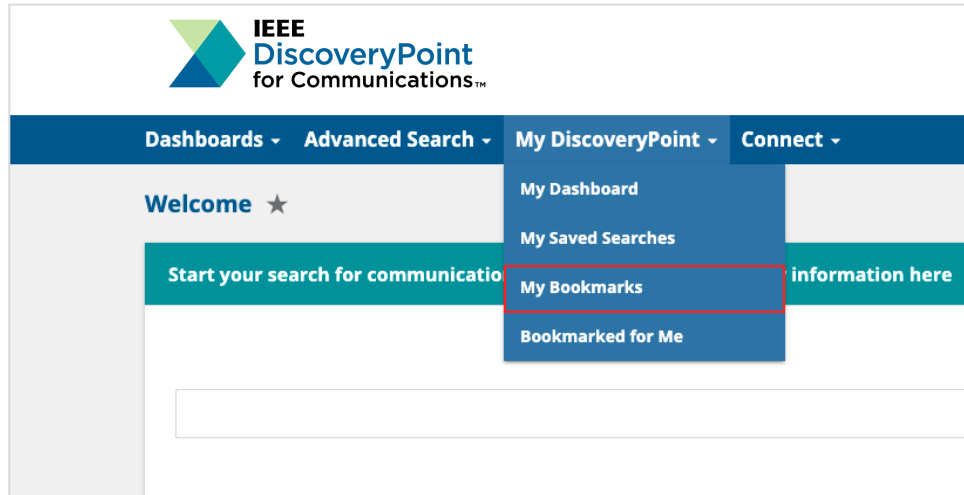 IEEE
DiscoveryPoint
for Communications™
Dashboards Advanced Search My DiscoveryPoint Connect
My Dashboard
Welcome
My Saved Searches
Start your search for information here
My Bookmarks
Bookmarked for Me